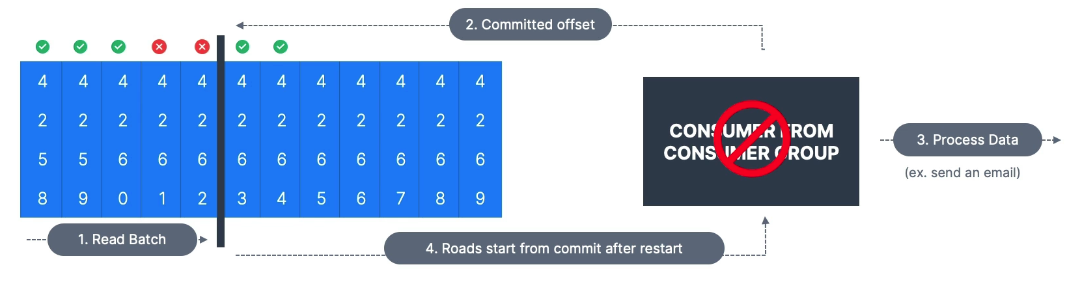 2. Committed offset
4 4 4 4 4 4 4 4 4 4 4 4
2 2 2 2 2 2 2 2 2 2 2 2
5 5 6 6 6 6 6 6 6 6 6 6
8 9 0 1 2 3 4 5 6 7 8 9
CONSUMER FROM
CONSUMER GROUP
3. Process Data
(ex. send an email)
1. Read Batch
4. Roads start from commit after restart